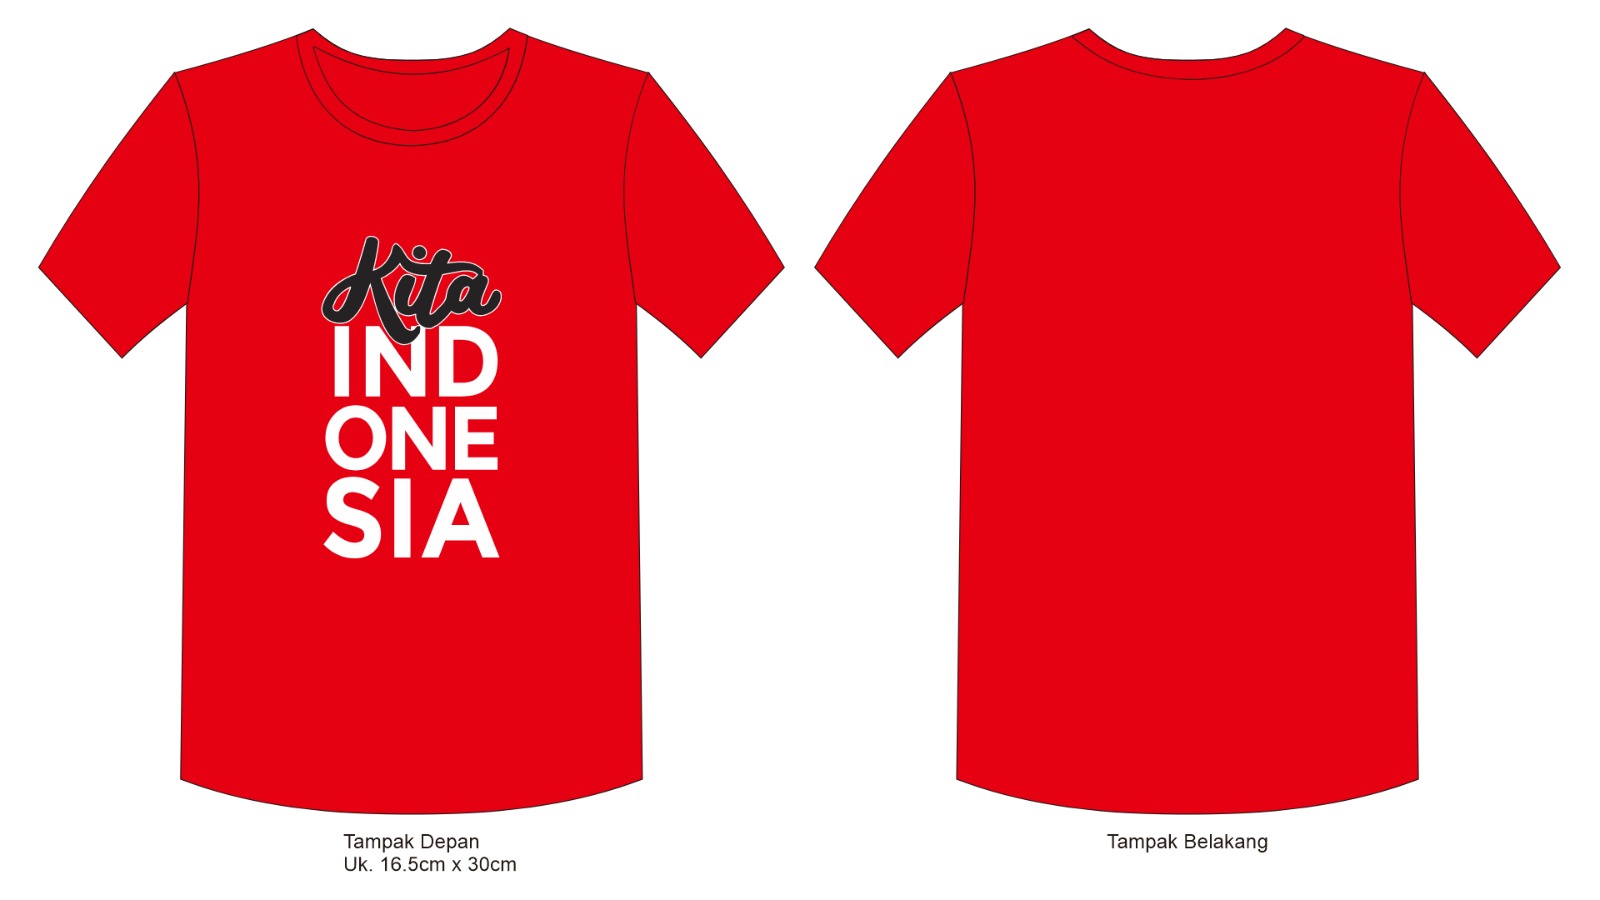 Kita
IND
ONE
SIA
Tampak Depan
Uk. 16.5cm x 30cm
Tampak Belakang